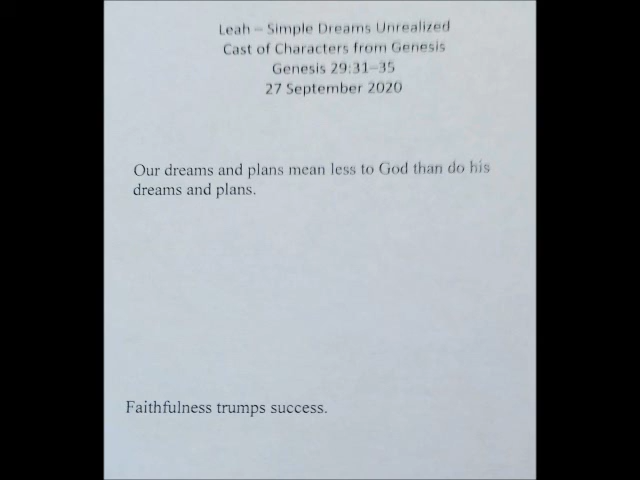 Leah – Simple Dreams Unrealized
Cast of Characters from Genesis
Genesis 29:31–35
27 September 2020
Our dreams and plans mean less to God than do his
dreams and plans.
Faithfulness trumps success.